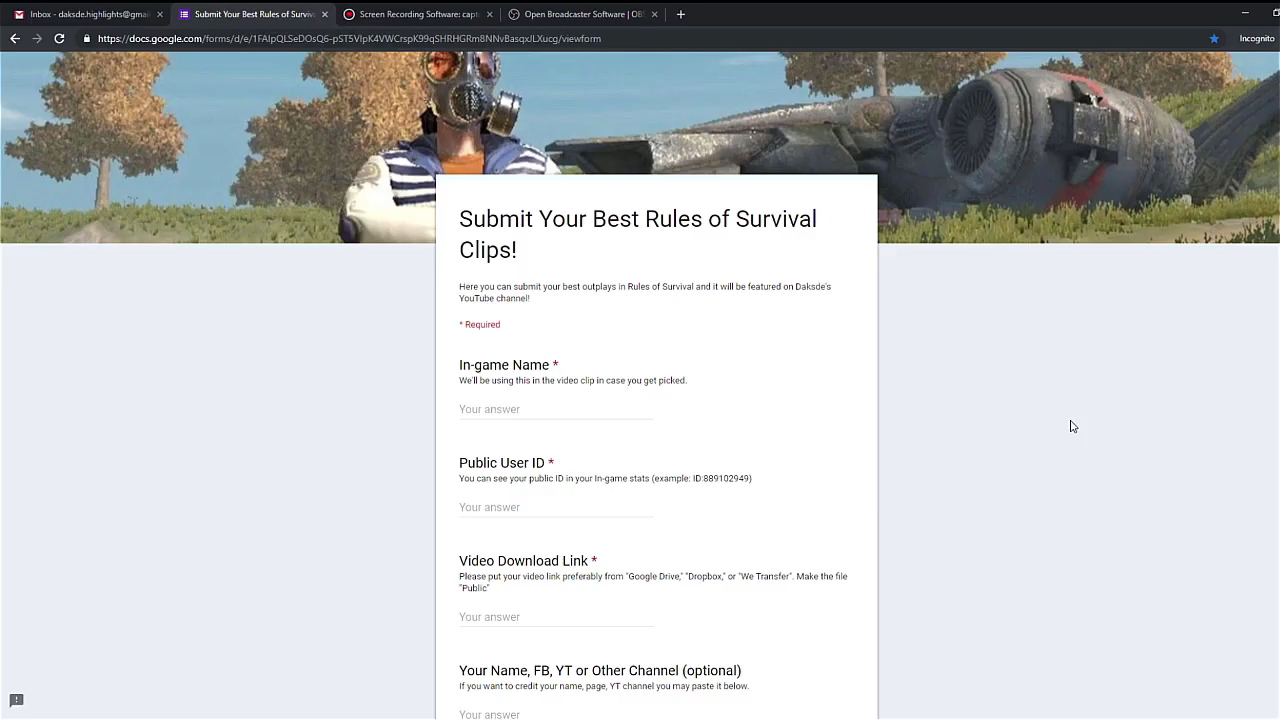 Inbox - daksde.highlights@gmai
Submit Your Best Rules of Surviv
Screen Recording Software: capt
Open Broadcaster Software | OBS
https://docs.google.com/forms/d/e/1FAIpQLSeDOsQ6-pST5VIpK4VWCrspK99qSHRHGRm8NNvBasqxJLXucg/viewform
Incognito
Submit Your Best Rules of Survival
Clips!
Here you can submit your best outplays in Rules of Survival and it will be featured on Daksde's
YouTube channel!
* Required
In-game Name *
We'll be using this in the video clip in case you get picked.
Your answer
Public User ID *
You can see your public ID in your In-game stats (example: ID:889102949)
Your answer
Video Download Link *
Please put your video link preferably from "Google Drive," "Dropbox," or "We Transfer". Make the file
"Public"
Your answer
Your Name, FB, YT or Other Channel (optional)
If you want to credit your name, page, YT channel you may paste it below.
Your answer